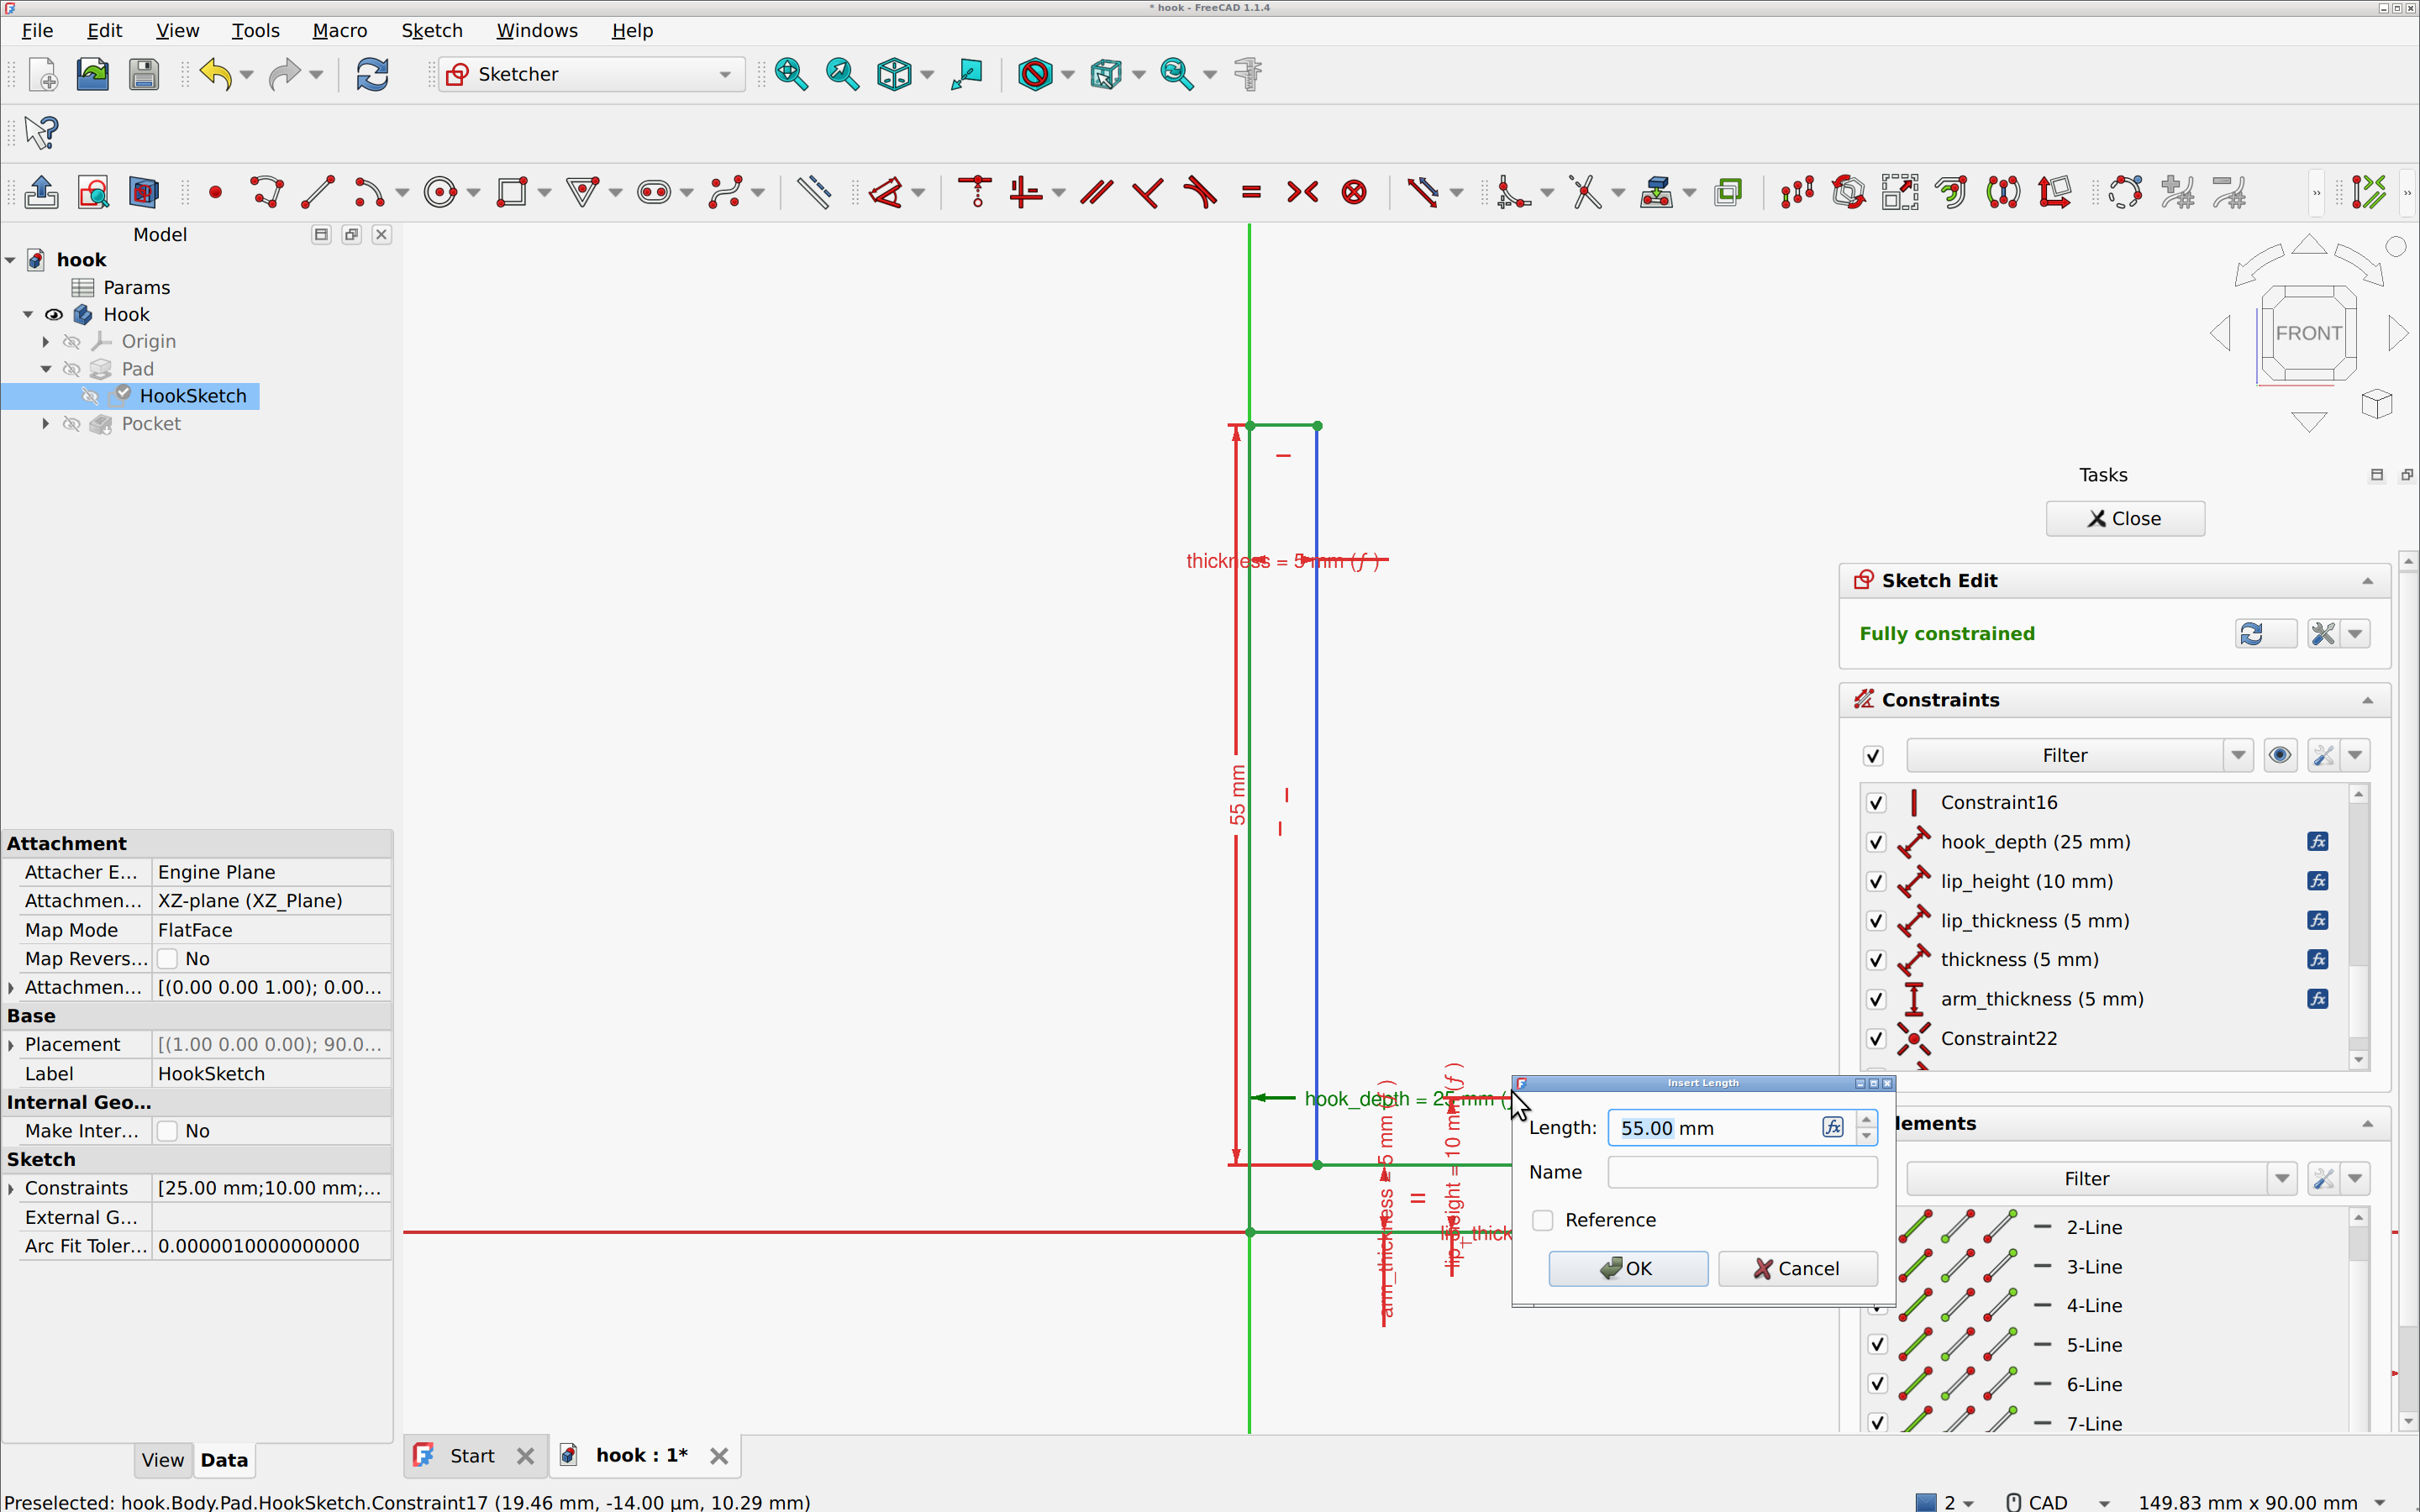 * hook - FreeCAD 1.1.4
File Edit View Tools Macro Sketch Windows Help
Sketcher
Model
hook
Params
Hook
Origin
Pad
HookSketch
Pocket
Attachment
Attacher E... Engine Plane
Attachmen... XZ-plane (XZ_Plane)
Map Mode FlatFace
Map Revers... No
Attachmen... [(0.00 0.00 1.00); 0.00...
Base
Placement [(1.00 0.00 0.00); 90.0...
Label HookSketch
Internal Geo...
Make Inter... No
Sketch
Constraints [25.00 mm;10.00 mm;...
External G...
Arc Fit Toler... 0.0000010000000000
View Data
thickness = 5 mm (ƒ)
55 mm
hook_depth = 25 mm
arm_thickness = 5 mm (ƒ)
lip_height = 10 mm (ƒ)
lip_thick
FRONT
Tasks
Close
Sketch Edit
Fully constrained
Constraints
Filter
Constraint16
hook_depth (25 mm)
lip_height (10 mm)
lip_thickness (5 mm)
thickness (5 mm)
arm_thickness (5 mm)
Constraint22
Insert Length
Length: 55.00 mm
Name
Reference
OK Cancel
lements
Filter
2-Line
3-Line
4-Line
5-Line
6-Line
7-Line
Start hook : 1*
Preselected: hook.Body.Pad.HookSketch.Constraint17 (19.46 mm, -14.00 µm, 10.29 mm)
2 CAD 149.83 mm x 90.00 mm